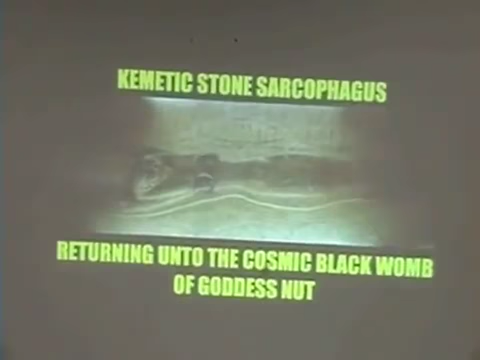 KEMETIC STONE SARCOPHAGUS
RETURNING UNTO THE COSMIC BLACK WOMB
OF GODDESS NUT